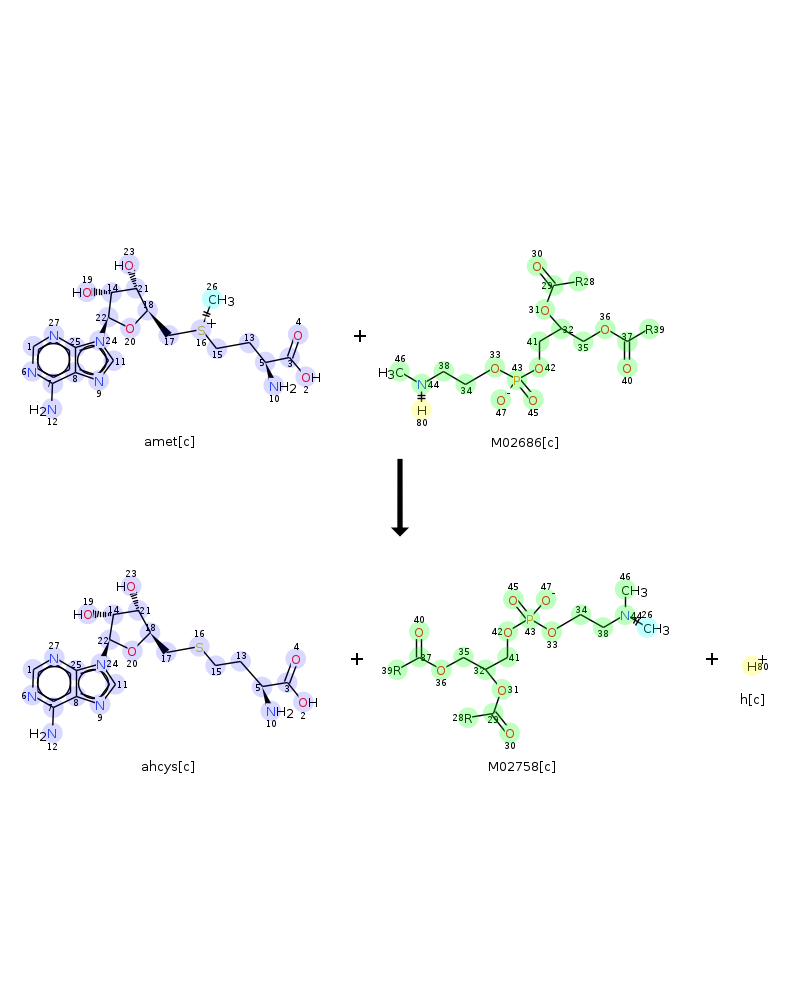 23
HO
19
HO
14
21
26
CH3
22
O
20
18
17
S
+
16
15
13
5
3
4
O
OH
2
NH2
10
27
N
1
6
N
25
7
8
N
24
11
N
9
H2N
12
amet[c]
+
30
O
29
R28
31
O
32
41
35
36
O
37
R39
O
40
46
H3C
N
44
38
34
33
O
43
P
O
42
O
-
47
O
45
H
80
M02686[c]
23
HO
19
HO
14
21
22
O
20
18
17
16
S
15
13
5
3
4
O
OH
2
NH2
10
27
N
1
6
N
25
7
8
N
24
11
N
9
H2N
12
ahcys[c]
+
45
O
47
O
-
P
43
42
O
O
33
34
38
46
CH3
N
44
26
CH3
40
O
39R
37
O
36
35
32
41
O
31
28R
29
O
30
M02758[c]
+
H
+
80
h[c]